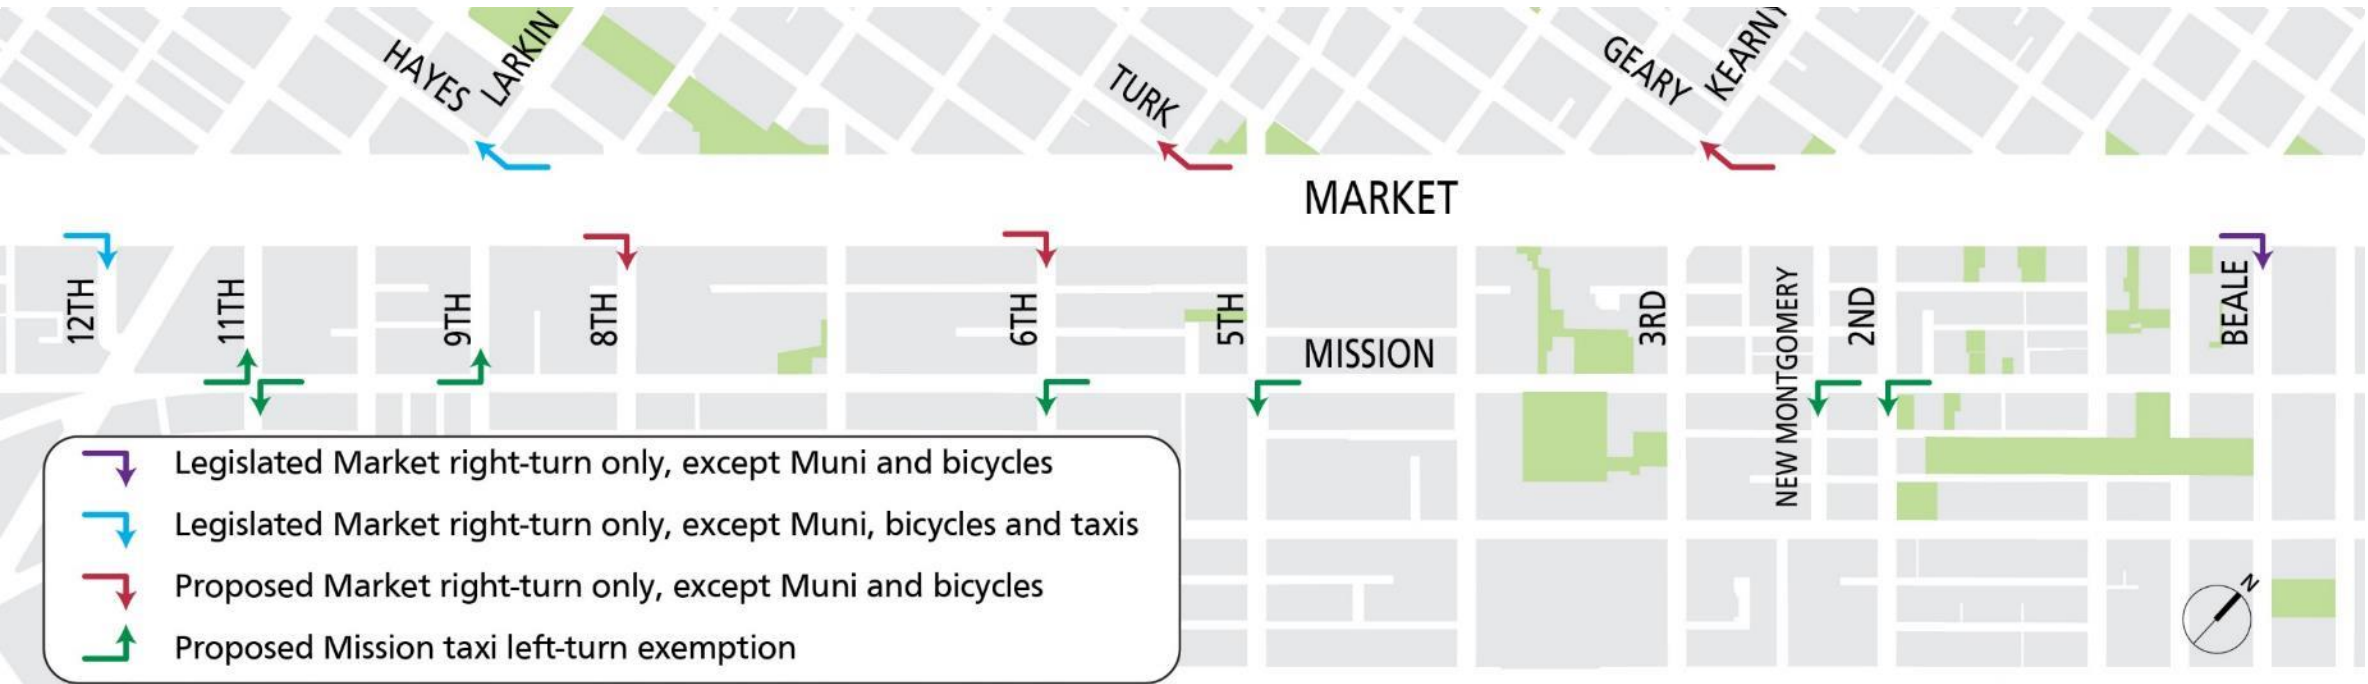 HAYES
LARKIN
TURK
GEARY
KEARNY
MARKET
12TH
11TH
9TH
8TH
6TH
5TH
MISSION
3RD
NEW MONTGOMERY
2ND
BEALE
Legislated Market right-turn only, except Muni and bicycles
Legislated Market right-turn only, except Muni, bicycles and taxis
Proposed Market right-turn only, except Muni and bicycles
Proposed Mission taxi left-turn exemption
N